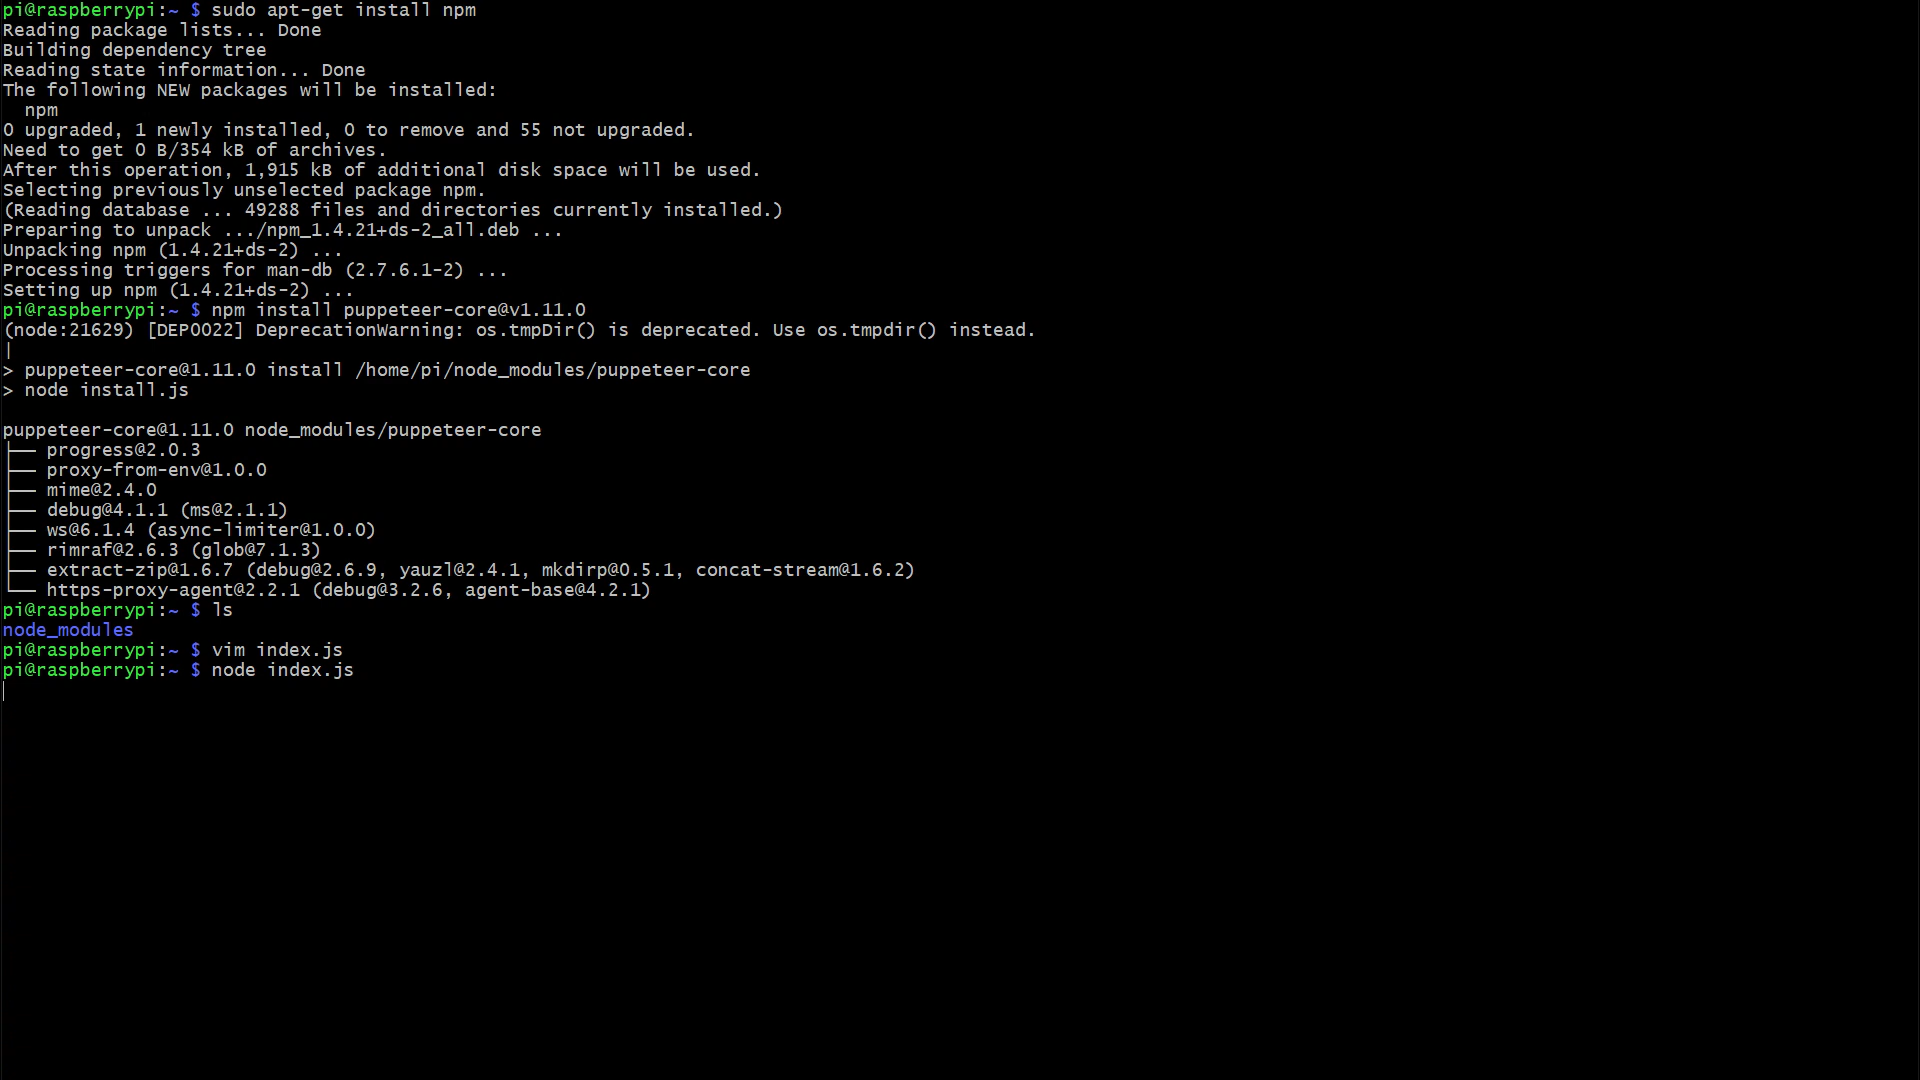 pi@raspberrypi:~ $ sudo apt-get install npm
Reading package lists... Done
Building dependency tree
Reading state information... Done
The following NEW packages will be installed:
  npm
0 upgraded, 1 newly installed, 0 to remove and 55 not upgraded.
Need to get 0 B/354 kB of archives.
After this operation, 1,915 kB of additional disk space will be used.
Selecting previously unselected package npm.
(Reading database ... 49288 files and directories currently installed.)
Preparing to unpack .../npm_1.4.21+ds-2_all.deb ...
Unpacking npm (1.4.21+ds-2) ...
Processing triggers for man-db (2.7.6.1-2) ...
Setting up npm (1.4.21+ds-2) ...
pi@raspberrypi:~ $ npm install puppeteer-core@v1.11.0
(node:21629) [DEP0022] DeprecationWarning: os.tmpDir() is deprecated. Use os.tmpdir() instead.
|
> puppeteer-core@1.11.0 install /home/pi/node_modules/puppeteer-core
> node install.js

puppeteer-core@1.11.0 node_modules/puppeteer-core
├── progress@2.0.3
├── proxy-from-env@1.0.0
├── mime@2.4.0
├── debug@4.1.1 (ms@2.1.1)
├── ws@6.1.4 (async-limiter@1.0.0)
├── rimraf@2.6.3 (glob@7.1.3)
├── extract-zip@1.6.7 (debug@2.6.9, yauzl@2.4.1, mkdirp@0.5.1, concat-stream@1.6.2)
└── https-proxy-agent@2.2.1 (debug@3.2.6, agent-base@4.2.1)
pi@raspberrypi:~ $ ls
node_modules
pi@raspberrypi:~ $ vim index.js
pi@raspberrypi:~ $ node index.js